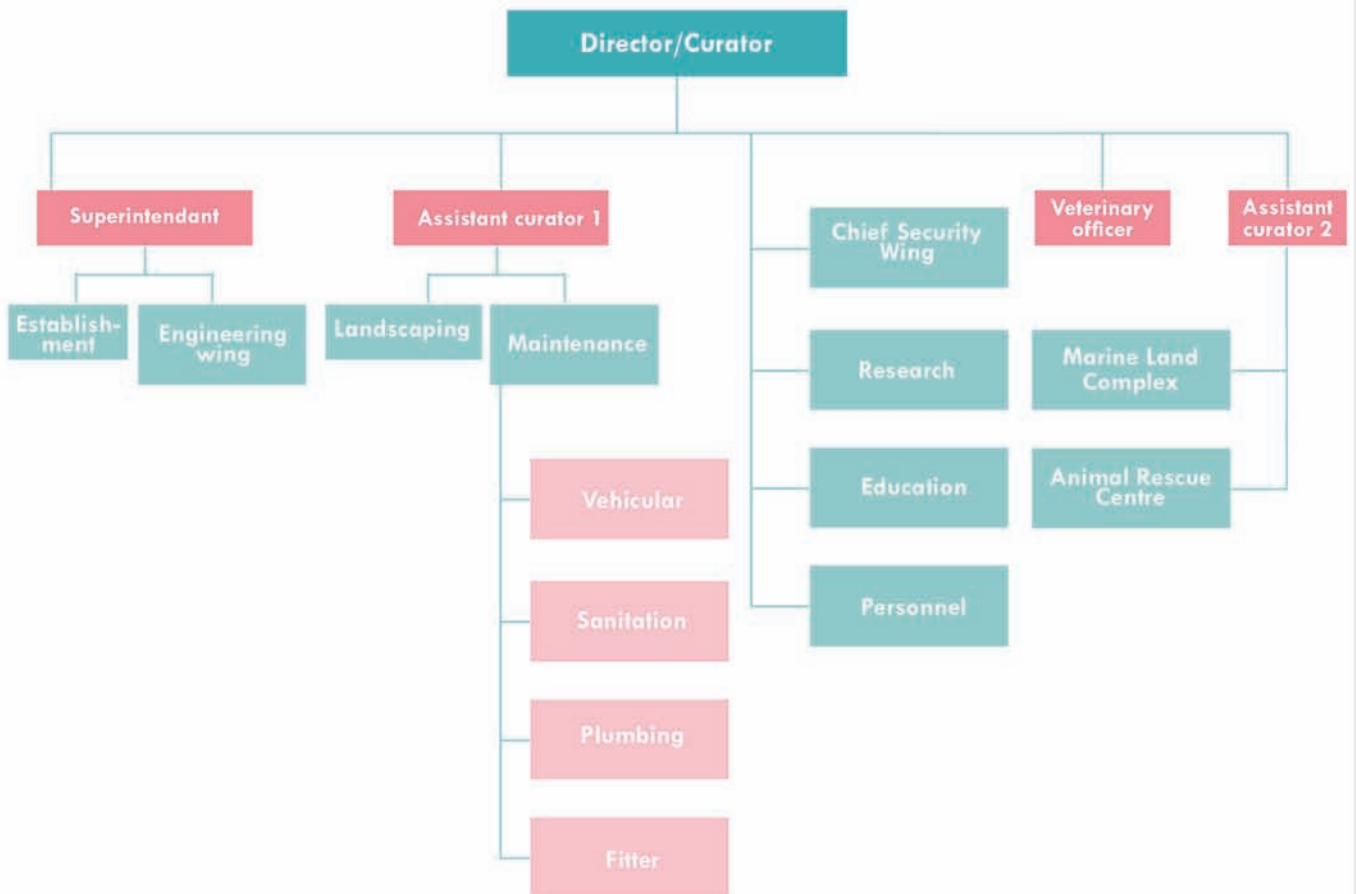 Director/Curator
Superintendant
Assistant curator 1
Veterinary
officer
Assistant
curator 2
Establish-
ment
Engineering
wing
Landscaping
Maintenance
Chief Security
Wing
Research
Marine Land
Complex
Vehicular
Education
Animal Rescue
Centre
Sanitation
Personnel
Plumbing
Fitter